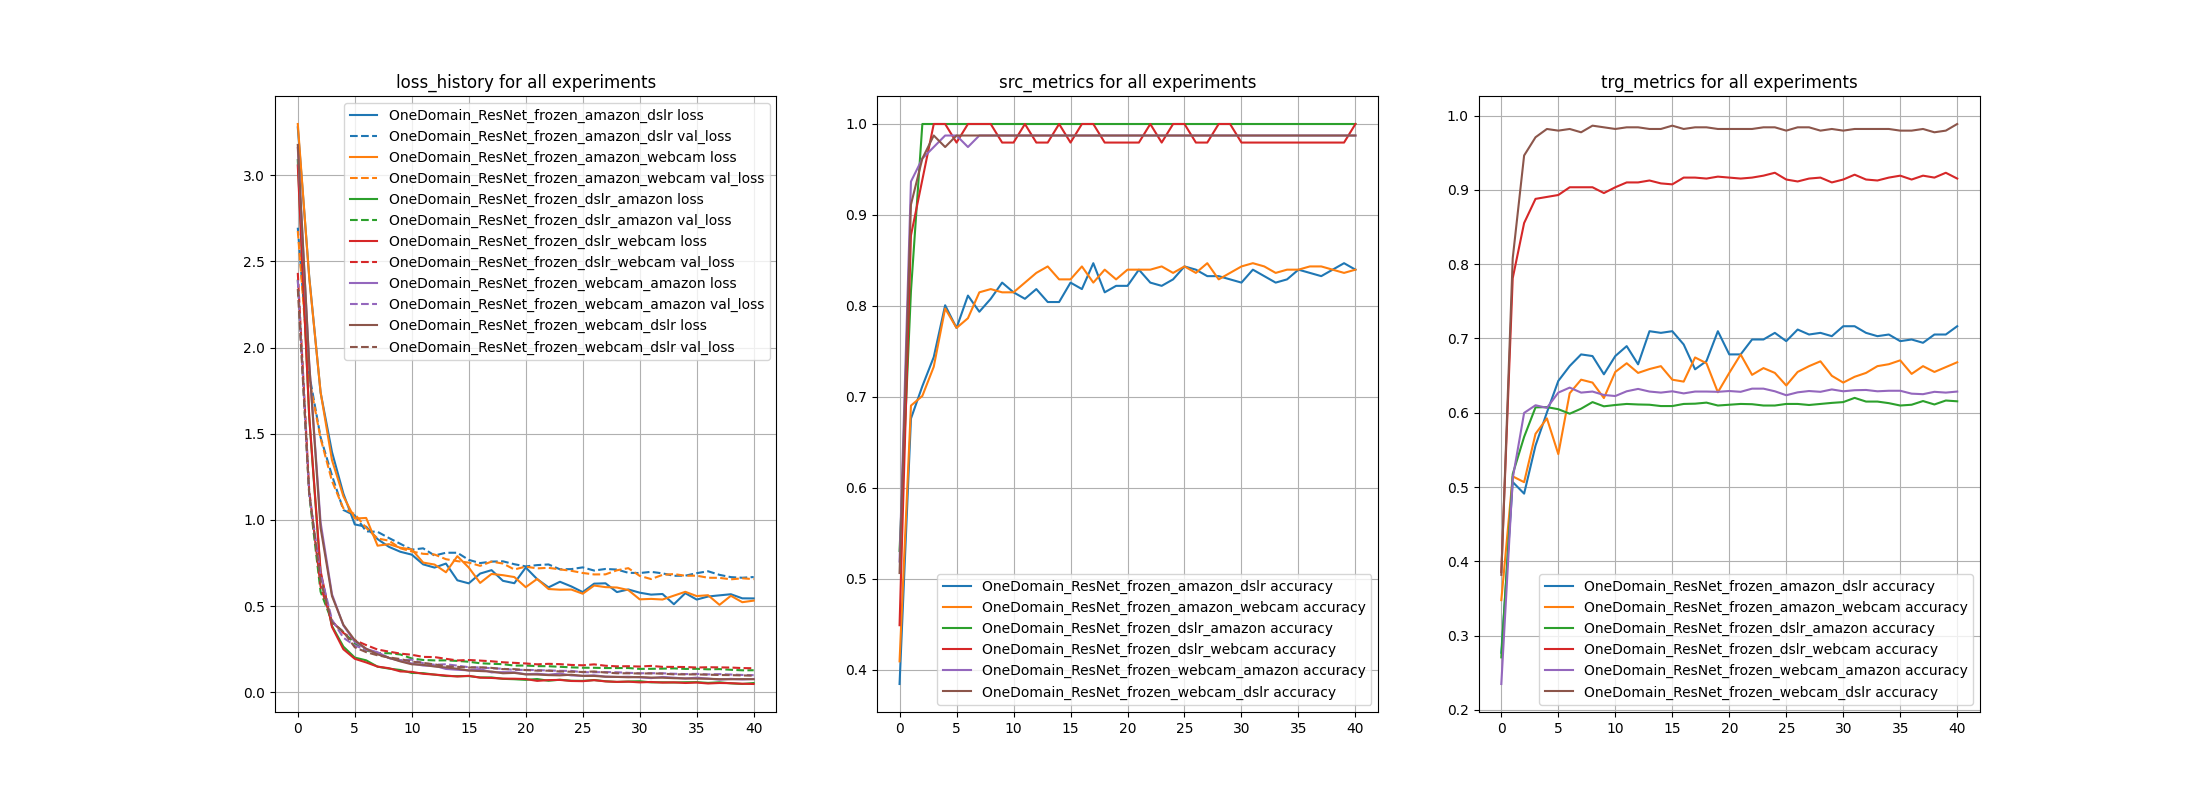 loss_history for all experiments
3.0
2.5
2.0
1.5
1.0
0.5
0.0
0 5 10 15 20 25 30 35 40
OneDomain_ResNet_frozen_amazon_dslr loss
OneDomain_ResNet_frozen_amazon_dslr val_loss
OneDomain_ResNet_frozen_amazon_webcam loss
OneDomain_ResNet_frozen_amazon_webcam val_loss
OneDomain_ResNet_frozen_dslr_amazon loss
OneDomain_ResNet_frozen_dslr_amazon val_loss
OneDomain_ResNet_frozen_dslr_webcam loss
OneDomain_ResNet_frozen_dslr_webcam val_loss
OneDomain_ResNet_frozen_webcam_amazon loss
OneDomain_ResNet_frozen_webcam_amazon val_loss
OneDomain_ResNet_frozen_webcam_dslr loss
OneDomain_ResNet_frozen_webcam_dslr val_loss
src_metrics for all experiments
1.0
0.9
0.8
0.7
0.6
0.5
0.4
0 5 10 15 20 25 30 35 40
OneDomain_ResNet_frozen_amazon_dslr accuracy
OneDomain_ResNet_frozen_amazon_webcam accuracy
OneDomain_ResNet_frozen_dslr_amazon accuracy
OneDomain_ResNet_frozen_dslr_webcam accuracy
OneDomain_ResNet_frozen_webcam_amazon accuracy
OneDomain_ResNet_frozen_webcam_dslr accuracy
trg_metrics for all experiments
1.0
0.9
0.8
0.7
0.6
0.5
0.4
0.3
0.2
0 5 10 15 20 25 30 35 40
OneDomain_ResNet_frozen_amazon_dslr accuracy
OneDomain_ResNet_frozen_amazon_webcam accuracy
OneDomain_ResNet_frozen_dslr_amazon accuracy
OneDomain_ResNet_frozen_dslr_webcam accuracy
OneDomain_ResNet_frozen_webcam_amazon accuracy
OneDomain_ResNet_frozen_webcam_dslr accuracy